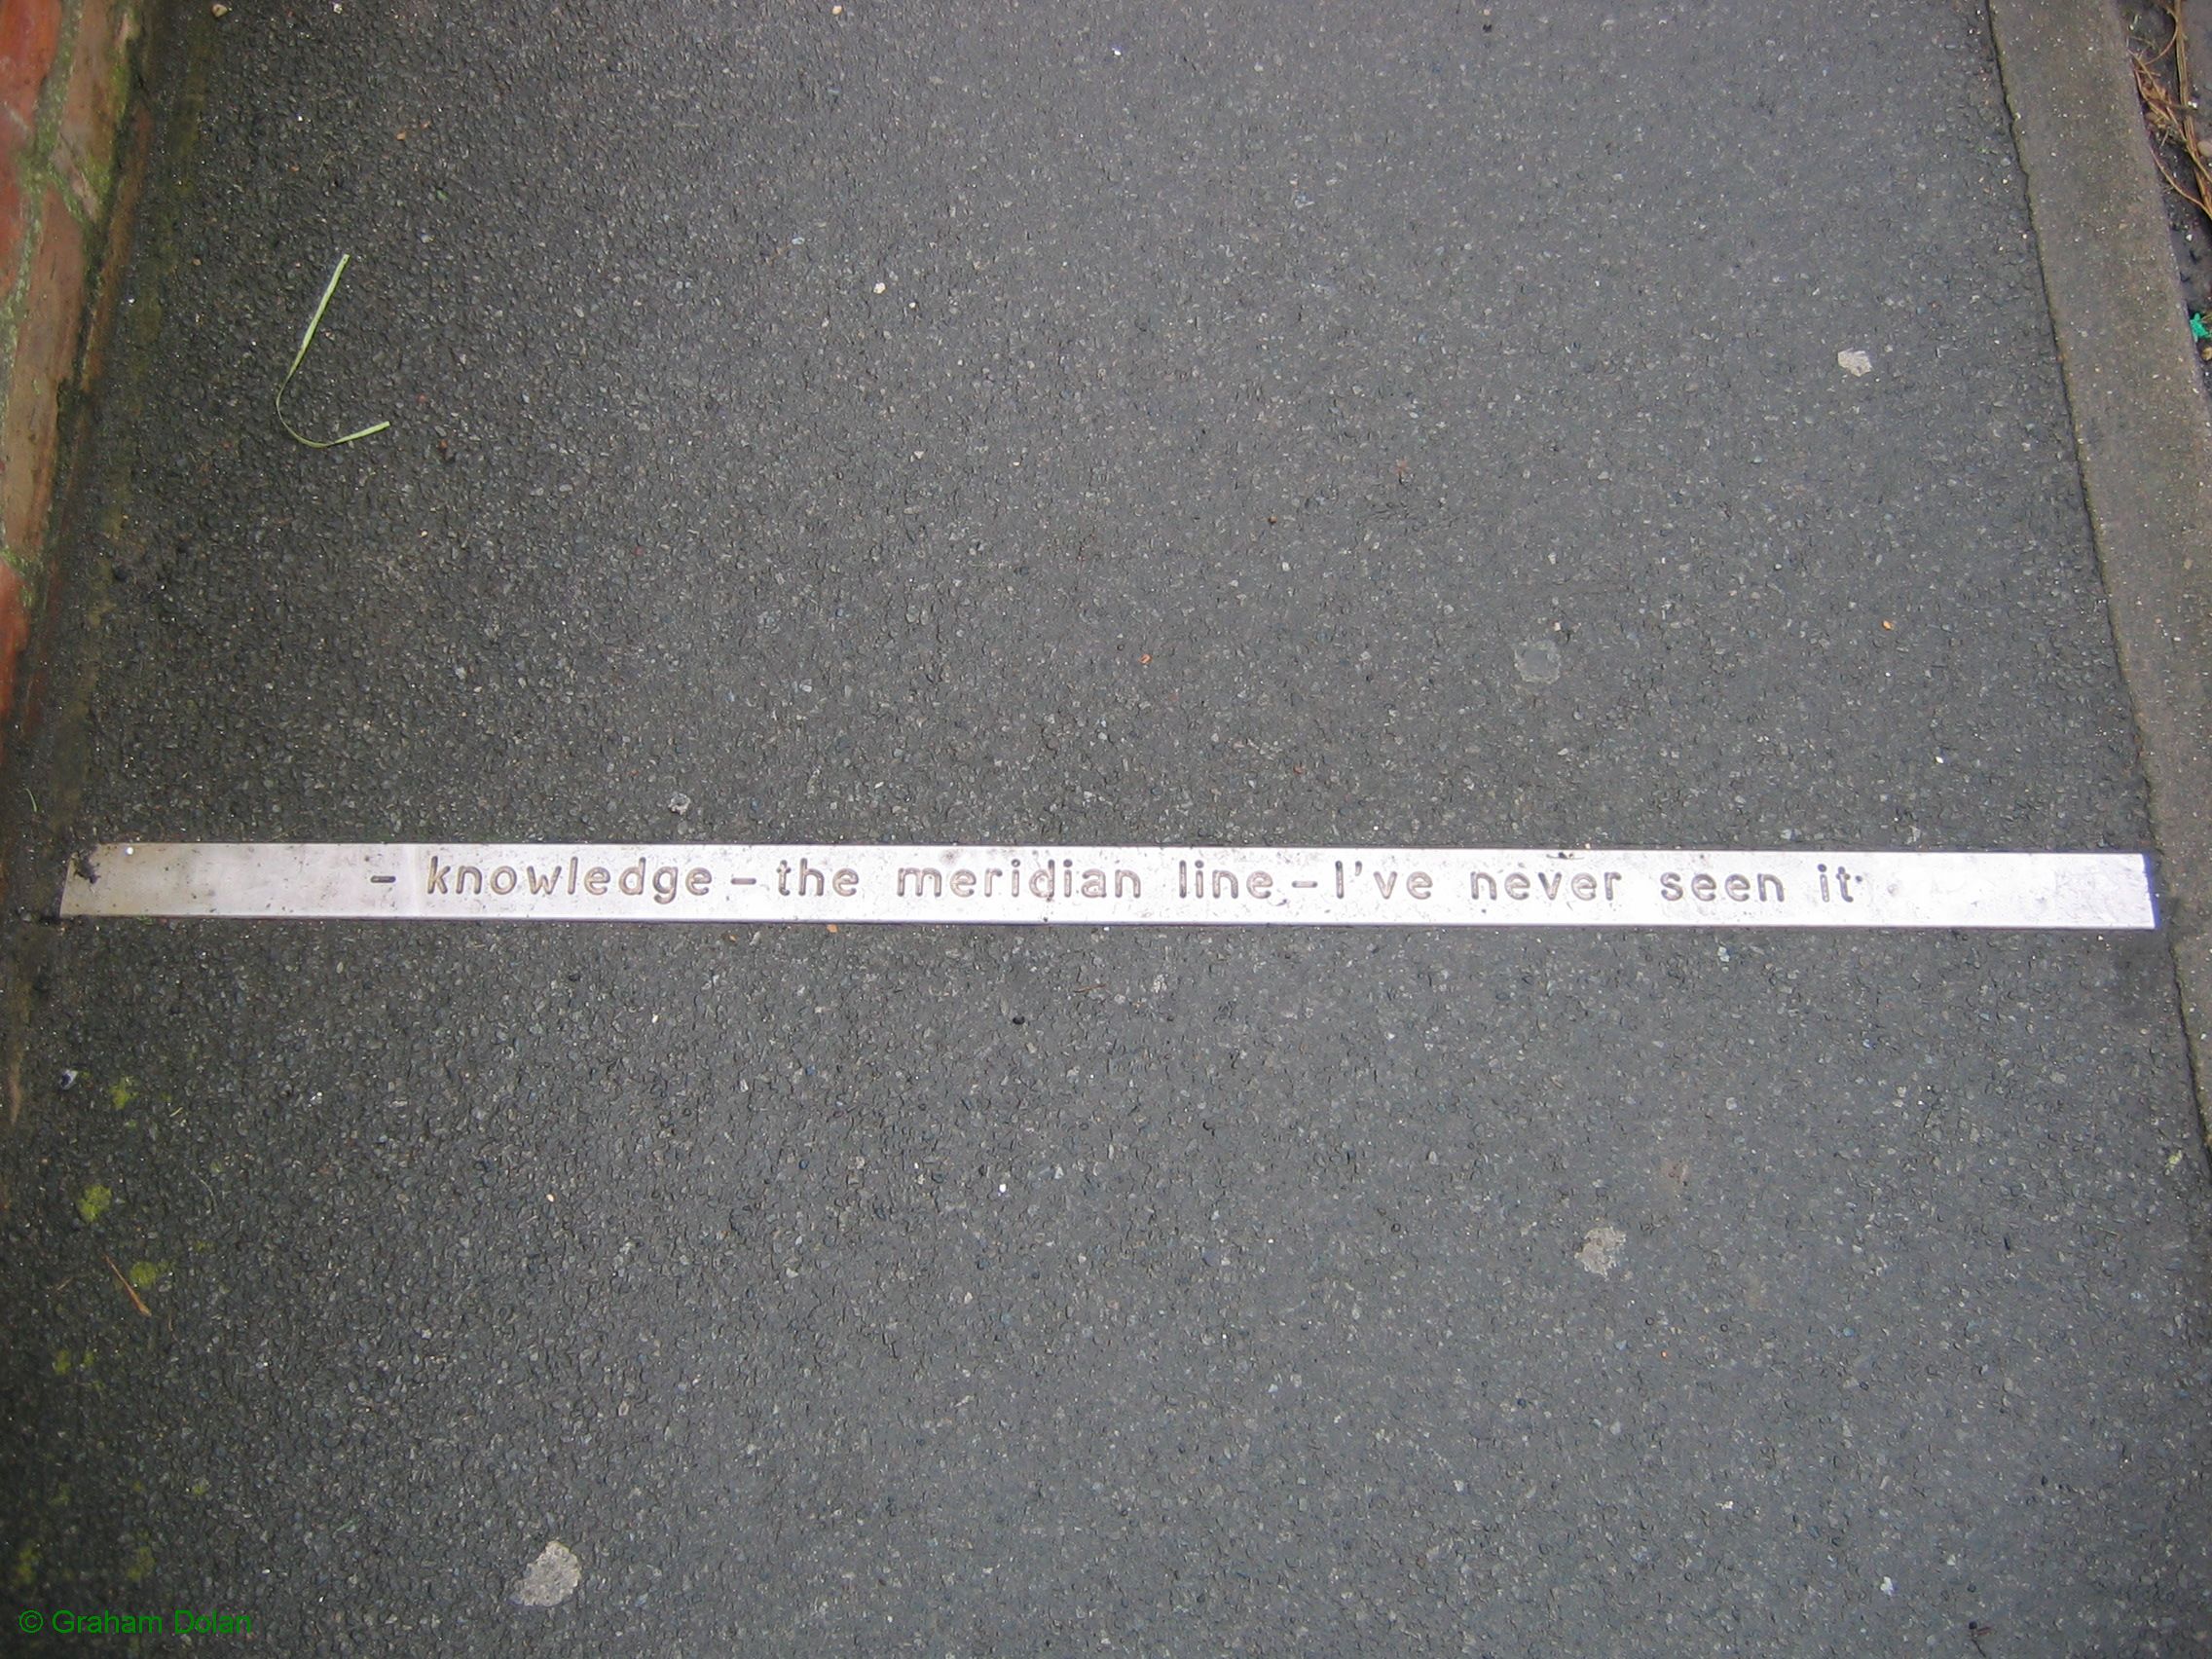 - knowledge – the meridian line – I've never seen it
© Graham Dolan